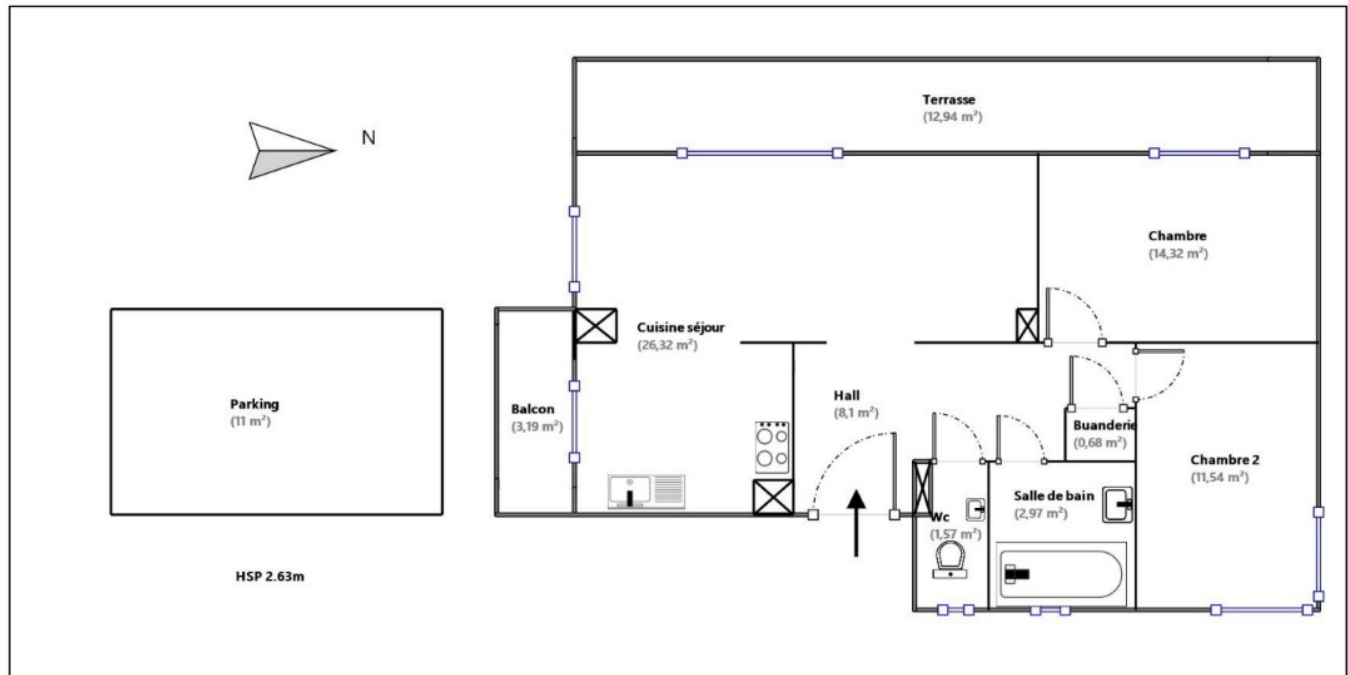 Terrasse
(12,94 m²)
N
Chambre
(14,32 m²)
Cuisine séjour
(26,32 m²)
Parking
(11 m²)
Balcon
(3,19 m²)
Hall
(8,1 m²)
Buanderie
(0,68 m²)
Chambre 2
(11,54 m²)
Salle de bain
(2,97 m²)
Wc
(1,57 m²)
HSP 2.63m